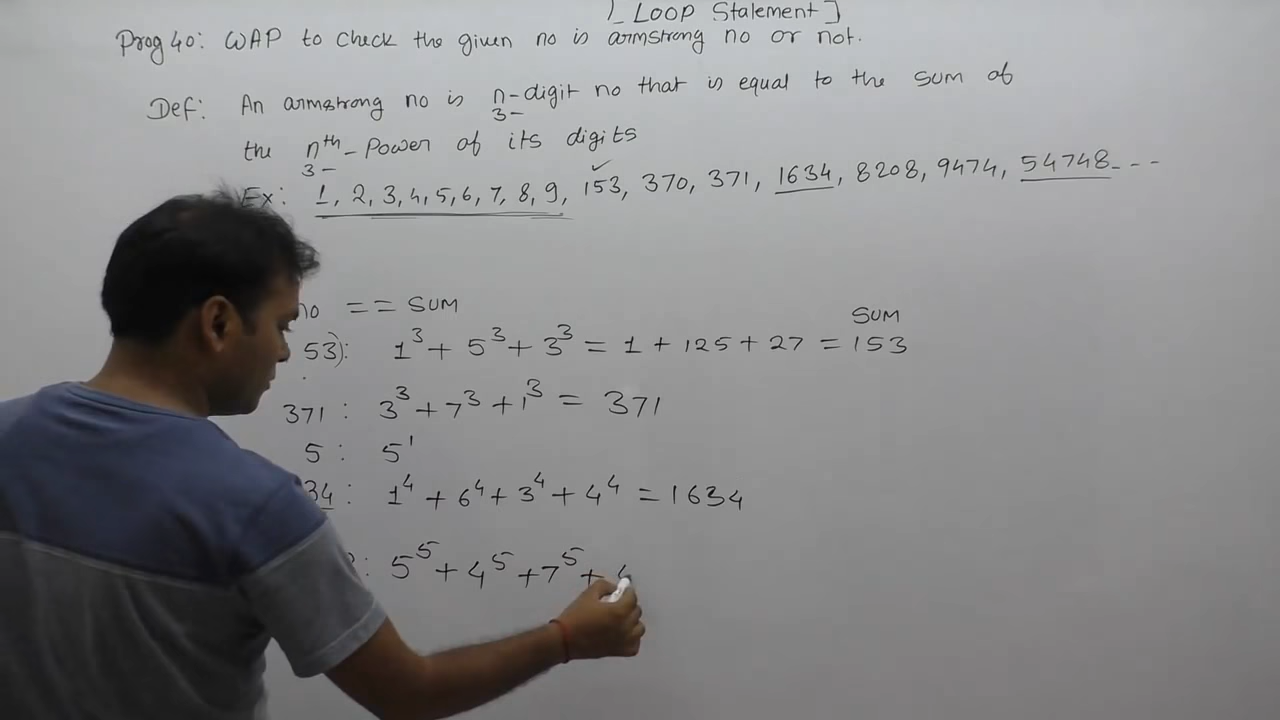 [LOOP Stalement]
Prog 40: WAP to check the given no is armstrong no or not.
Def: An armstrong no is n-digit no that is equal to the sum of
3-
the nth-Power of its digits
3- ✓
Ex: 1, 2, 3, 4, 5, 6, 7, 8, 9, 153, 370, 371, 1634, 8208, 9474, 54748---
no == SUM
SUM
53): 1³ + 5³ + 3³ = 1 + 125 + 27 = 153
371 : 3³ + 7³ + 1³ = 371
5 : 5¹
34 : 1⁴ + 6⁴ + 3⁴ + 4⁴ = 1634
: 5⁵ + 4⁵ + 7⁵ +